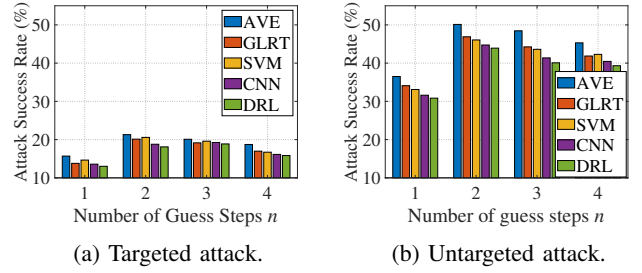 Attack Success Rate (%)
50
40
30
20
10
AVE
GLRT
SVM
CNN
DRL
1 2 3 4
Number of Guess Steps n
(a) Targeted attack.
Attack Success Rate (%)
50
40
30
20
10
AVE
GLRT
SVM
CNN
DRL
1 2 3 4
Number of guess steps n
(b) Untargeted attack.